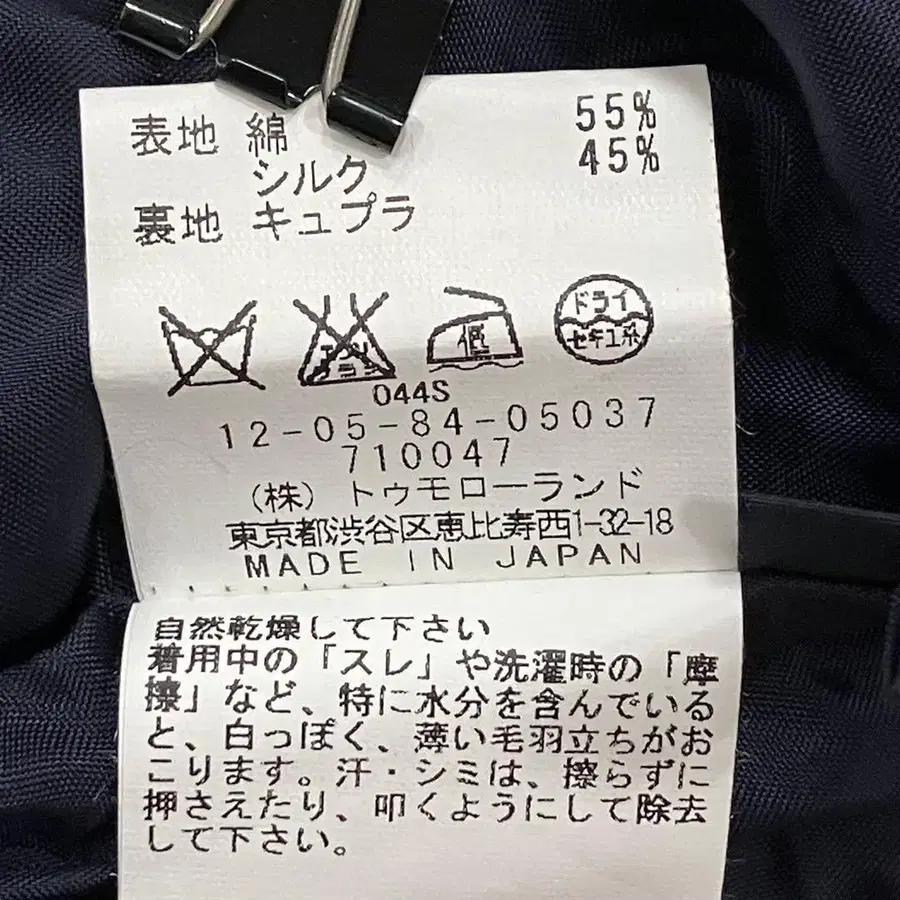 表地 綿 55%
シルク 45%
裏地 キュプラ
エンソ
サラシ
低
ドライ
セキユ系
044S
12-05-84-05037
710047
(株) トゥモローランド
東京都渋谷区恵比寿西1-32-18
MADE IN JAPAN
自然乾燥して下さい
着用中の「スレ」や洗濯時の「摩
擦」など、特に水分を含んでいる
と、白っぽく、薄い毛羽立ちがお
こります。汗・シミは、擦らずに
押さえたり、叩くようにして除去
して下さい。